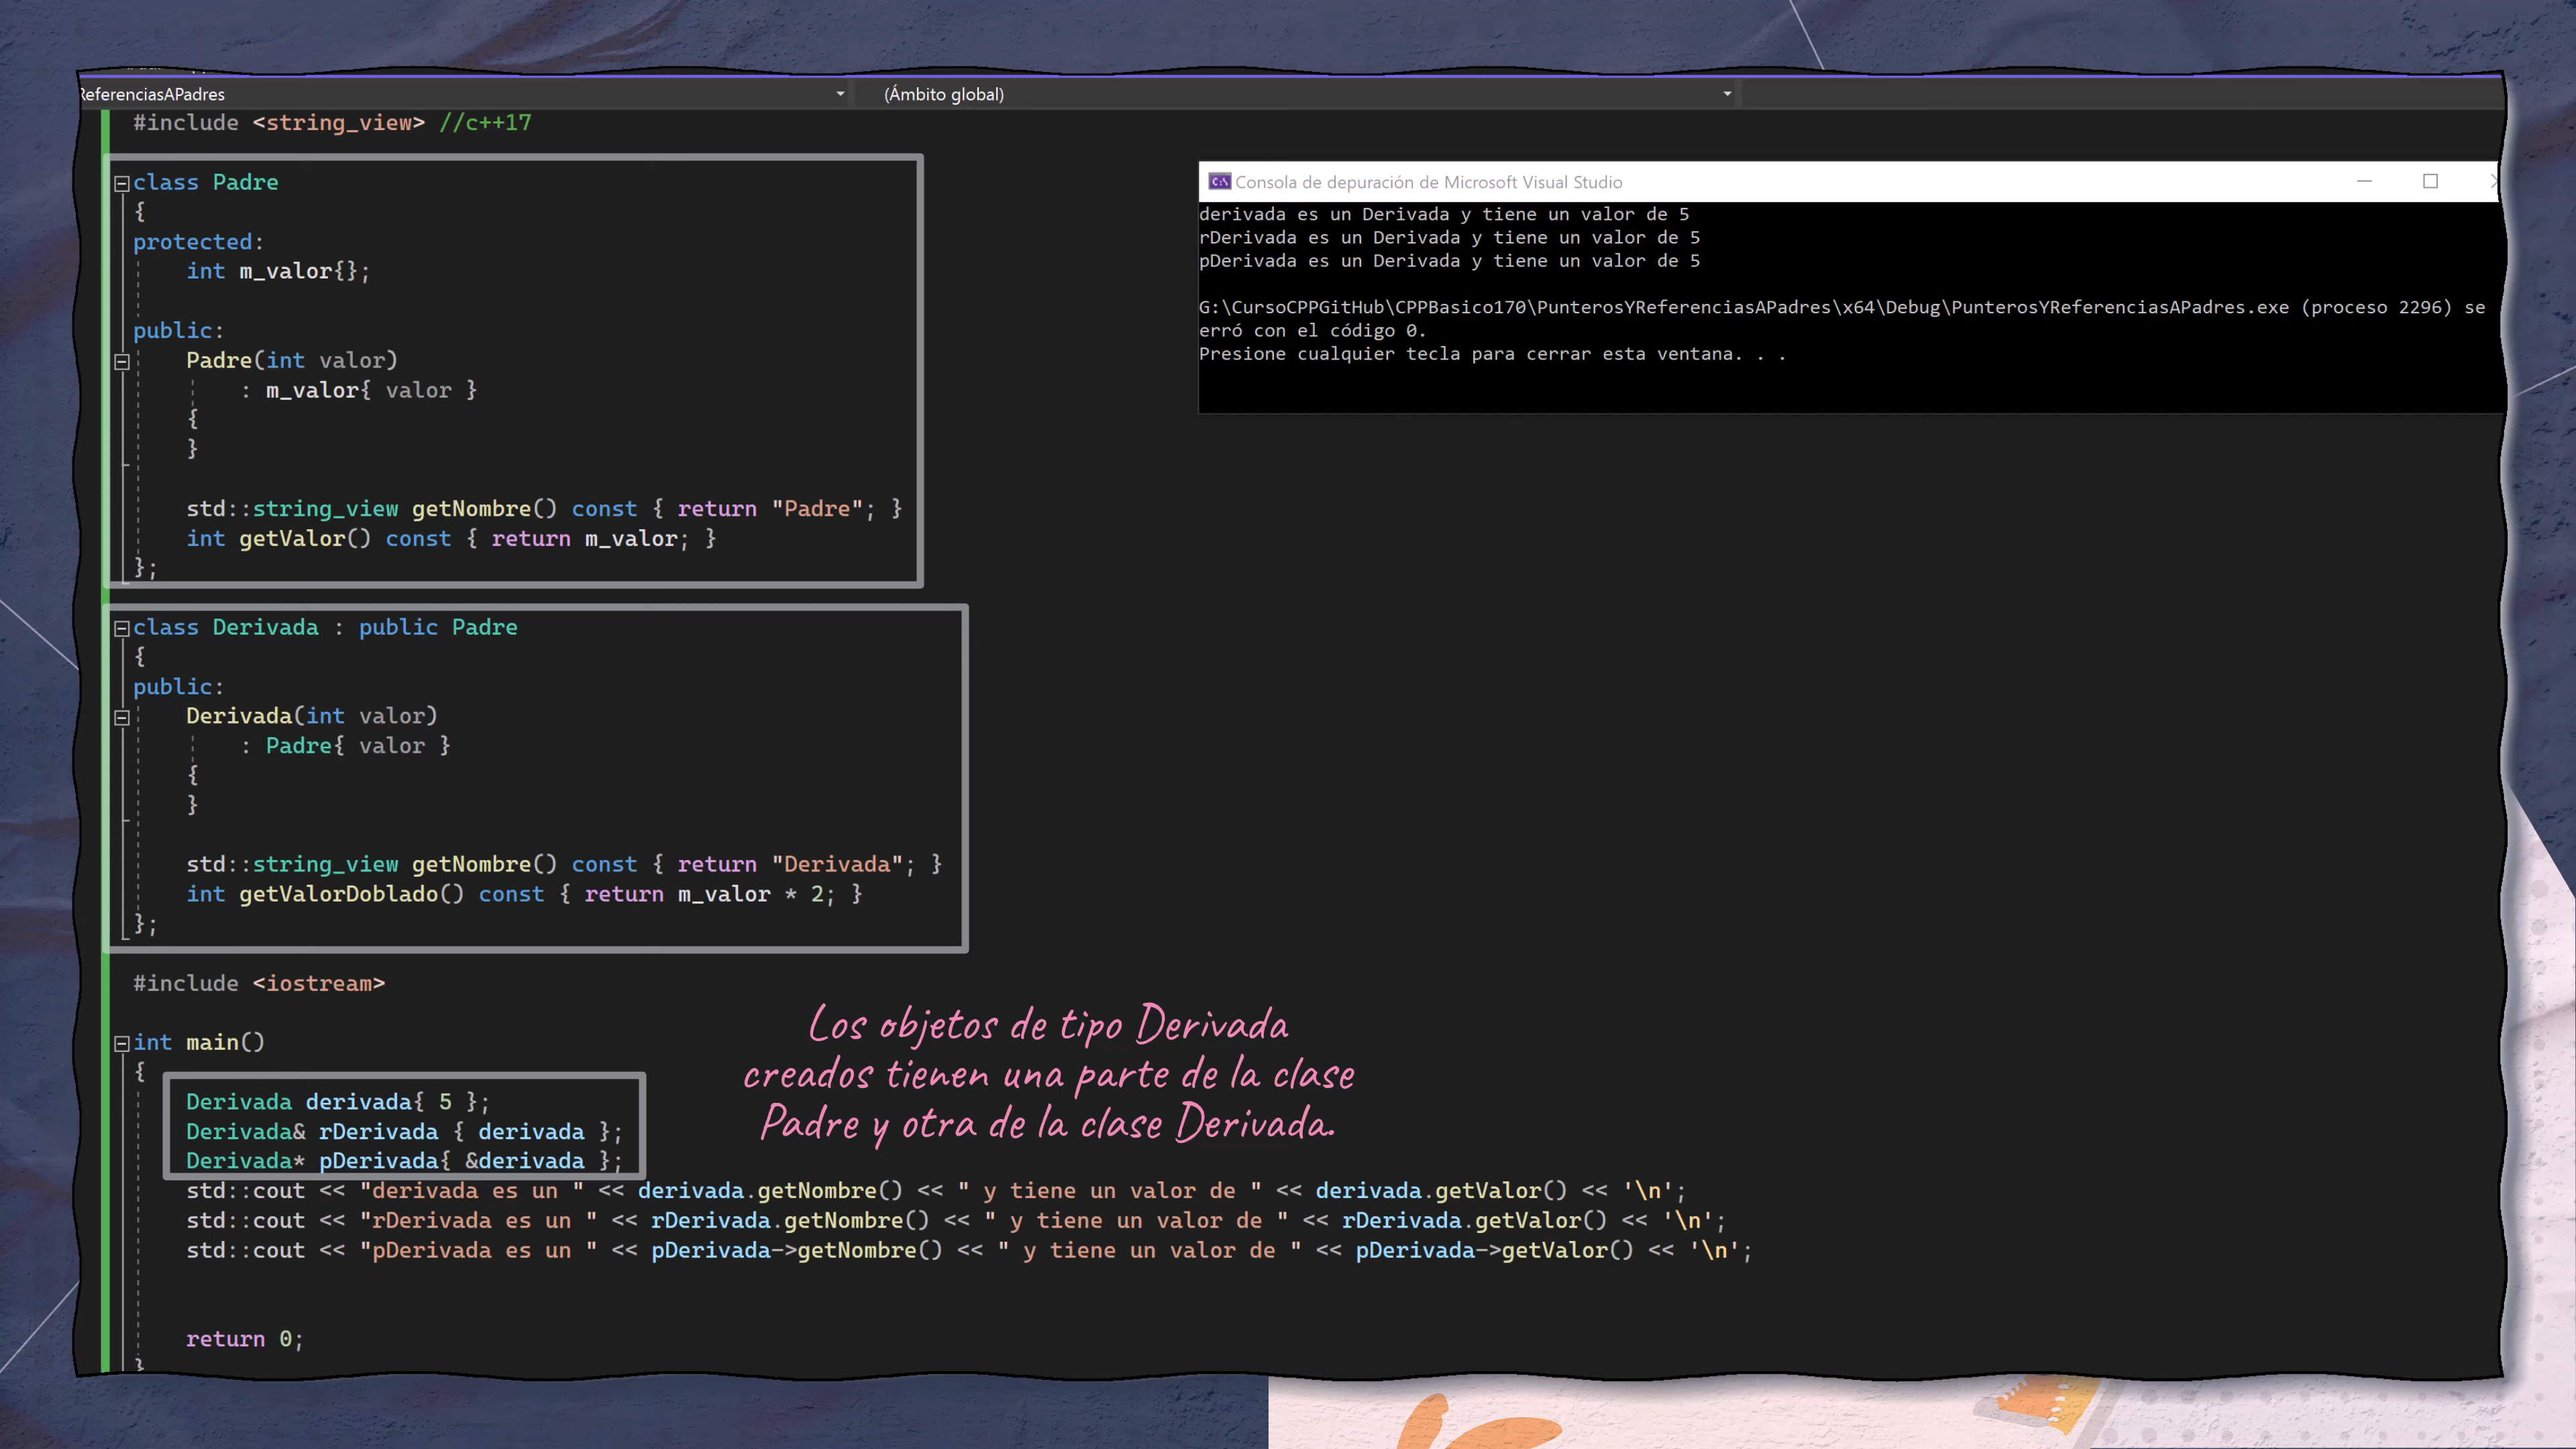 ReferenciasAPadres
(Ámbito global)
#include <string_view> //c++17
class Padre
{
protected:
    int m_valor{};
public:
    Padre(int valor)
        : m_valor{ valor }
    {
    }
    std::string_view getNombre() const { return "Padre"; }
    int getValor() const { return m_valor; }
};
class Derivada : public Padre
{
public:
    Derivada(int valor)
        : Padre{ valor }
    {
    }
    std::string_view getNombre() const { return "Derivada"; }
    int getValorDoblado() const { return m_valor * 2; }
};
#include <iostream>
int main()
{
    Derivada derivada{ 5 };
    Derivada& rDerivada { derivada };
    Derivada* pDerivada{ &derivada };
    std::cout << "derivada es un " << derivada.getNombre() << " y tiene un valor de " << derivada.getValor() << '\n';
    std::cout << "rDerivada es un " << rDerivada.getNombre() << " y tiene un valor de " << rDerivada.getValor() << '\n';
    std::cout << "pDerivada es un " << pDerivada->getNombre() << " y tiene un valor de " << pDerivada->getValor() << '\n';
    return 0;
}
Los objetos de tipo Derivada
creados tienen una parte de la clase
Padre y otra de la clase Derivada.
Consola de depuración de Microsoft Visual Studio
derivada es un Derivada y tiene un valor de 5
rDerivada es un Derivada y tiene un valor de 5
pDerivada es un Derivada y tiene un valor de 5
G:\CursoCPPGitHub\CPPBasico170\PunterosYReferenciasAPadres\x64\Debug\PunterosYReferenciasAPadres.exe (proceso 2296) se
erró con el código 0.
Presione cualquier tecla para cerrar esta ventana. . .